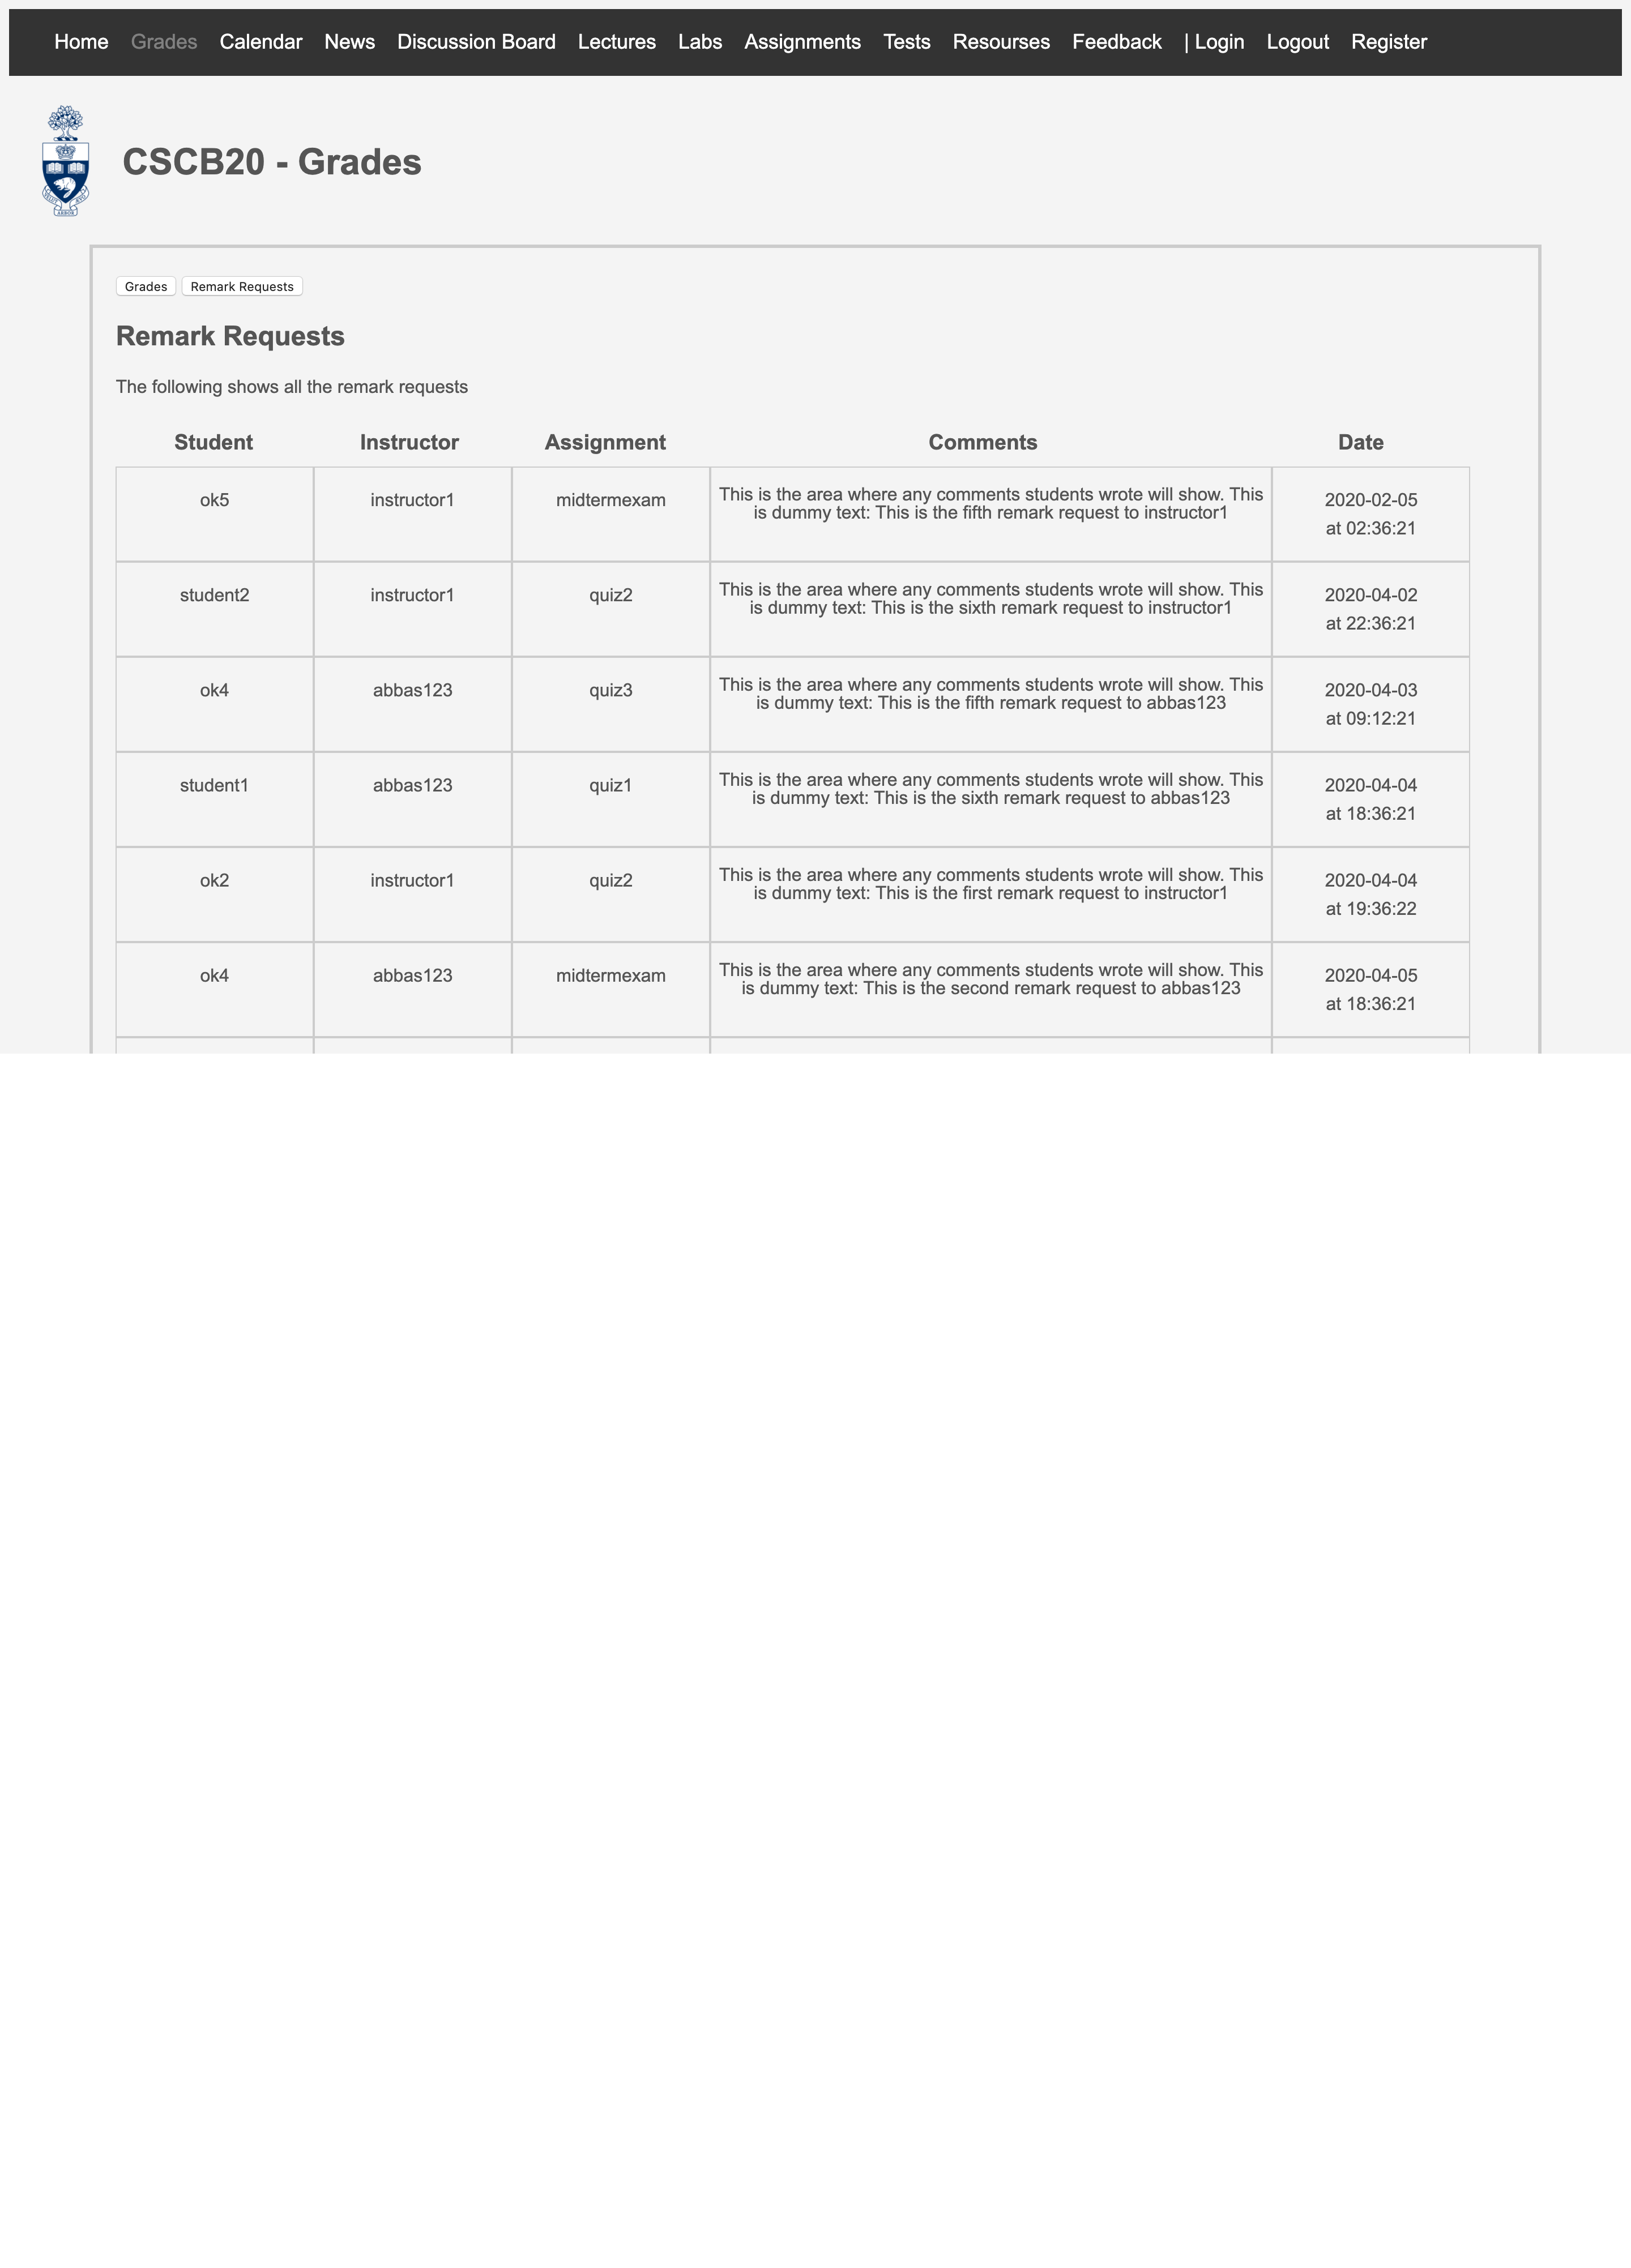 Home Grades Calendar News Discussion Board Lectures Labs Assignments Tests Resourses Feedback | Login Logout Register
CSCB20 - Grades
Grades Remark Requests
Remark Requests
The following shows all the remark requests
Student Instructor Assignment Comments Date
ok5 instructor1 midtermexam This is the area where any comments students wrote will show. This 2020-02-05
is dummy text: This is the fifth remark request to instructor1 at 02:36:21
student2 instructor1 quiz2 This is the area where any comments students wrote will show. This 2020-04-02
is dummy text: This is the sixth remark request to instructor1 at 22:36:21
ok4 abbas123 quiz3 This is the area where any comments students wrote will show. This 2020-04-03
is dummy text: This is the fifth remark request to abbas123 at 09:12:21
student1 abbas123 quiz1 This is the area where any comments students wrote will show. This 2020-04-04
is dummy text: This is the sixth remark request to abbas123 at 18:36:21
ok2 instructor1 quiz2 This is the area where any comments students wrote will show. This 2020-04-04
is dummy text: This is the first remark request to instructor1 at 19:36:22
ok4 abbas123 midtermexam This is the area where any comments students wrote will show. This 2020-04-05
is dummy text: This is the second remark request to abbas123 at 18:36:21